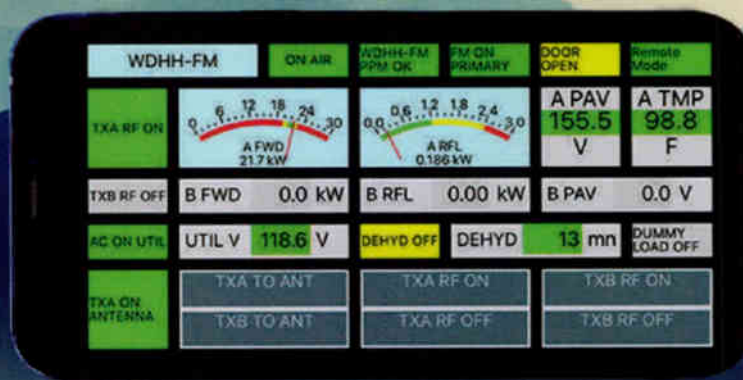 WDHH-FM
ON AIR
WDHH-FM
PPM OK
FM ON
PRIMARY
DOOR
OPEN
Remote
Mode
TXA RF ON
0 6 12 18 24 30
A FWD
21.7 kW
0.0 0.6 1.2 1.8 2.4 3.0
A RFL
0.186 kW
A PAV
155.5
V
A TMP
98.8
F
TXB RF OFF
B FWD 0.0 kW
B RFL 0.00 kW
B PAV 0.0 V
AC ON UTIL
UTIL V 118.6 V
DEHYD OFF
DEHYD 13 mn
DUMMY
LOAD OFF
TXA ON
ANTENNA
TXA TO ANT
TXA RF ON
TXB RF ON
TXB TO ANT
TXA RF OFF
TXB RF OFF